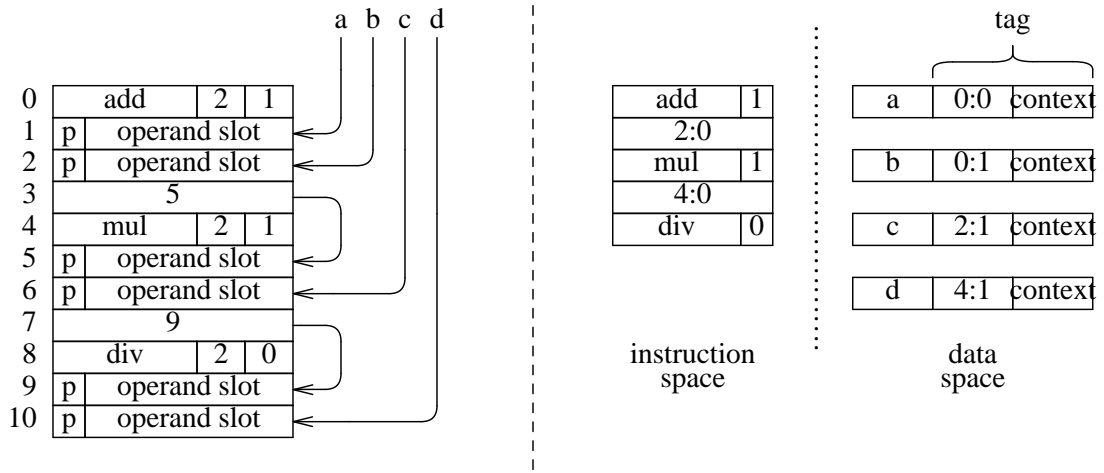 a b c d
tag
0 add 2 1
1 p operand slot
2 p operand slot
3 5
4 mul 2 1
5 p operand slot
6 p operand slot
7 9
8 div 2 0
9 p operand slot
10 p operand slot
add 1
2:0
mul 1
4:0
div 0
instruction
space
a 0:0 context
b 0:1 context
c 2:1 context
d 4:1 context
data
space